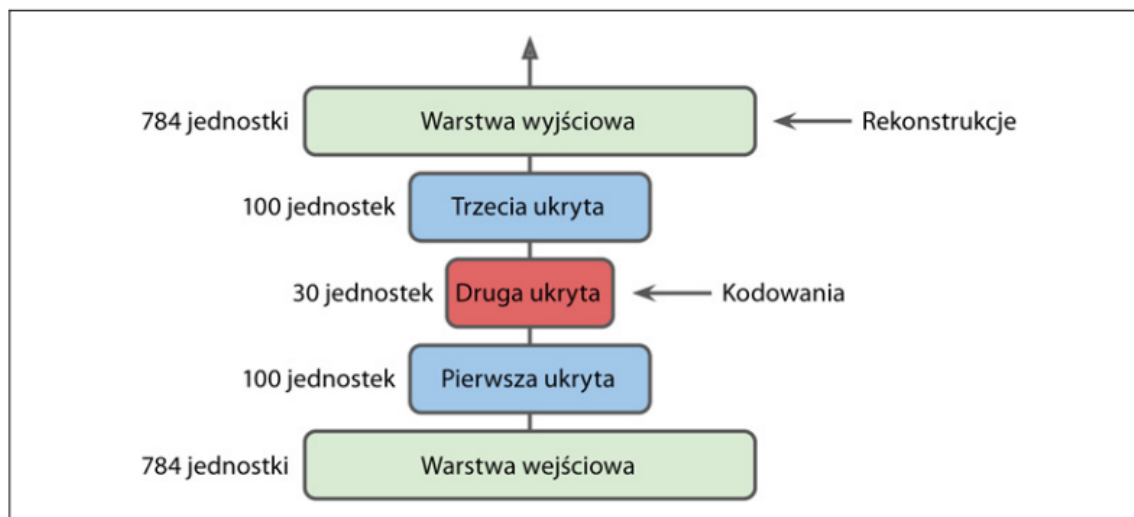 784 jednostki Warstwa wyjściowa Rekonstrukcje
100 jednostek Trzecia ukryta
30 jednostek Druga ukryta Kodowania
100 jednostek Pierwsza ukryta
784 jednostki Warstwa wejściowa